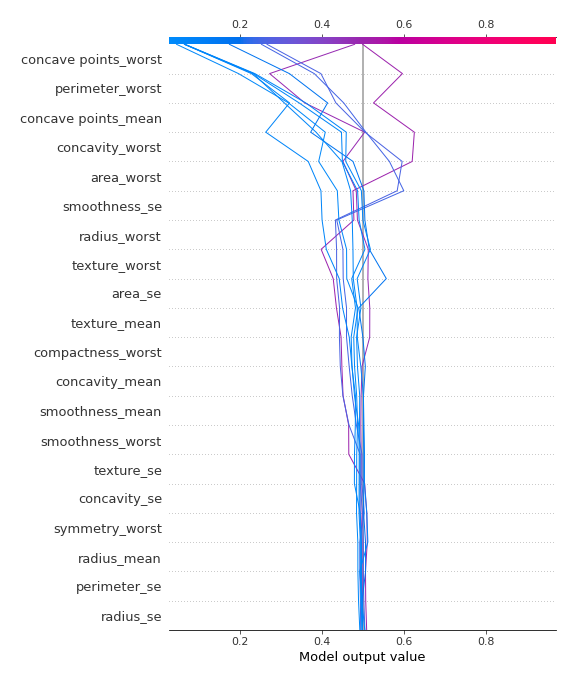 0.2 0.4 0.6 0.8
concave points_worst
perimeter_worst
concave points_mean
concavity_worst
area_worst
smoothness_se
radius_worst
texture_worst
area_se
texture_mean
compactness_worst
concavity_mean
smoothness_mean
smoothness_worst
texture_se
concavity_se
symmetry_worst
radius_mean
perimeter_se
radius_se
0.2 0.4 0.6 0.8
Model output value